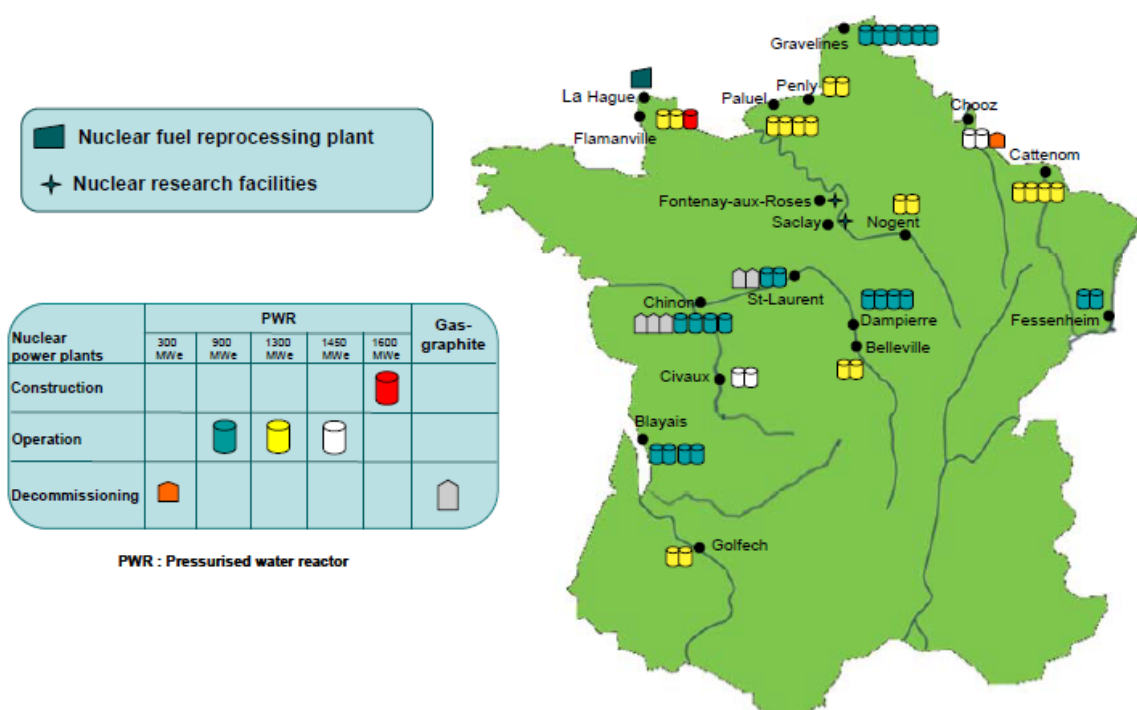 Nuclear fuel reprocessing plant
Nuclear research facilities
PWR
Gas-
graphite
Nuclear
power plants
300
MWe
900
MWe
1300
MWe
1450
MWe
1600
MWe
Construction
Operation
Decommissioning
PWR : Pressurised water reactor
Gravelines
La Hague
Penly
Paluel
Flamanville
Chooz
Cattenom
Fontenay-aux-Roses
Saclay
Nogent
St-Laurent
Chinon
Dampierre
Fessenheim
Belleville
Civaux
Blayais
Golfech